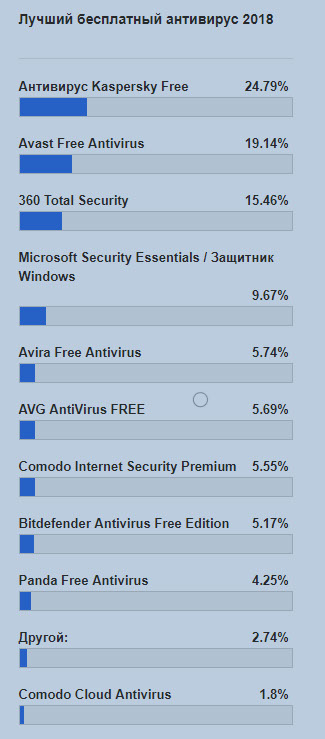 Лучший бесплатный антивирус 2018
Антивирус Kaspersky Free 24.79%
Avast Free Antivirus 19.14%
360 Total Security 15.46%
Microsoft Security Essentials / Защитник
Windows
9.67%
Avira Free Antivirus 5.74%
AVG AntiVirus FREE 5.69%
Comodo Internet Security Premium 5.55%
Bitdefender Antivirus Free Edition 5.17%
Panda Free Antivirus 4.25%
Другой: 2.74%
Comodo Cloud Antivirus 1.8%